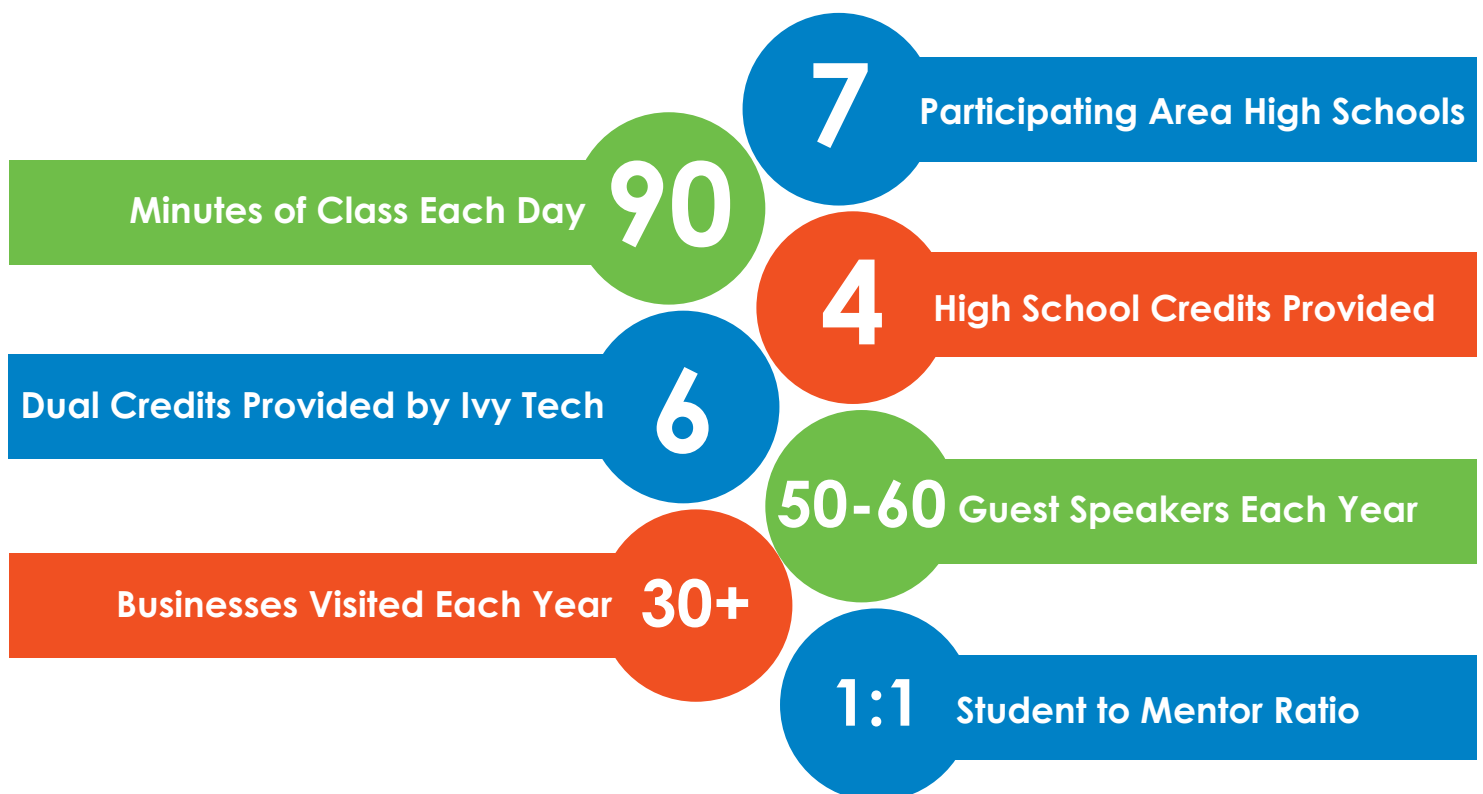 7 Participating Area High Schools
Minutes of Class Each Day 90
4 High School Credits Provided
Dual Credits Provided by Ivy Tech 6
50-60 Guest Speakers Each Year
Businesses Visited Each Year 30+
1:1 Student to Mentor Ratio